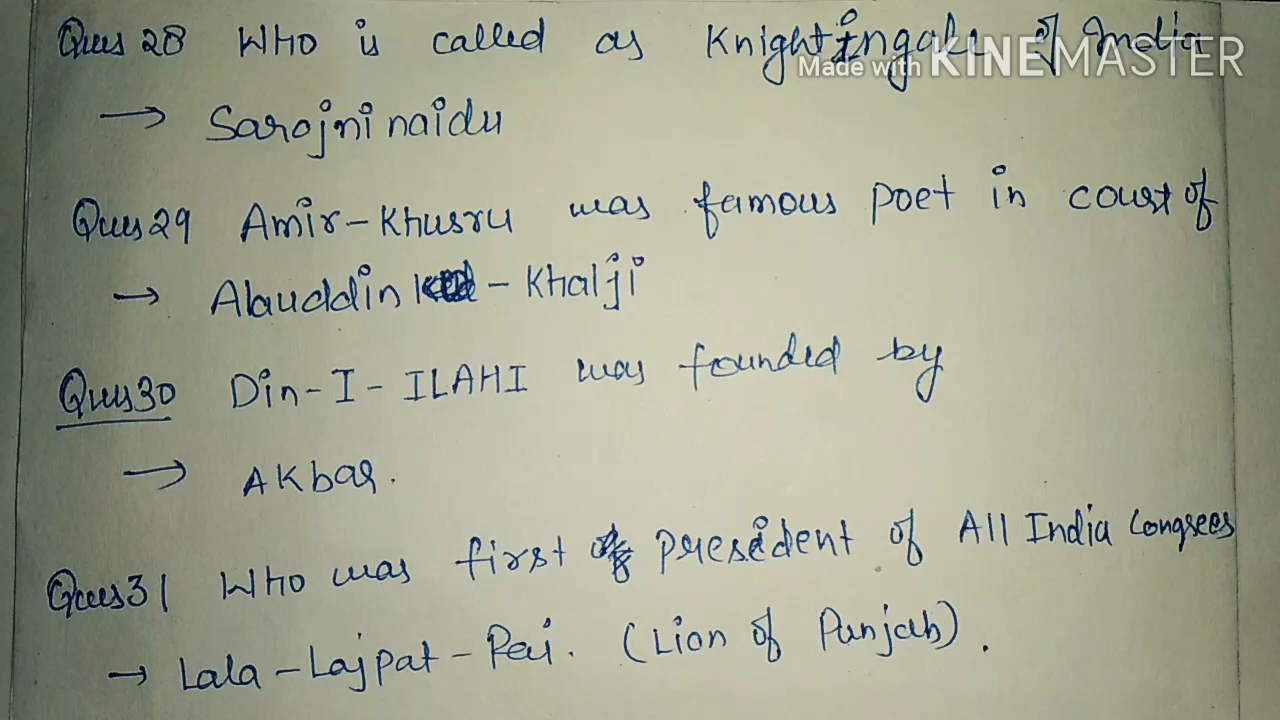 Ques 28 Who is called as Knightingale of India
Made with KINEMASTER
→ Sarojni naidu
Ques 29 Amir-Khusru was famous poet in court of
→ Alauddin - Khalji
Ques 30 Din-I-ILAHI was founded by
→ Akbar.
Ques 31 Who was first president of All India Congrees
→ Lala-Lajpat-Rai. (Lion of Punjab).